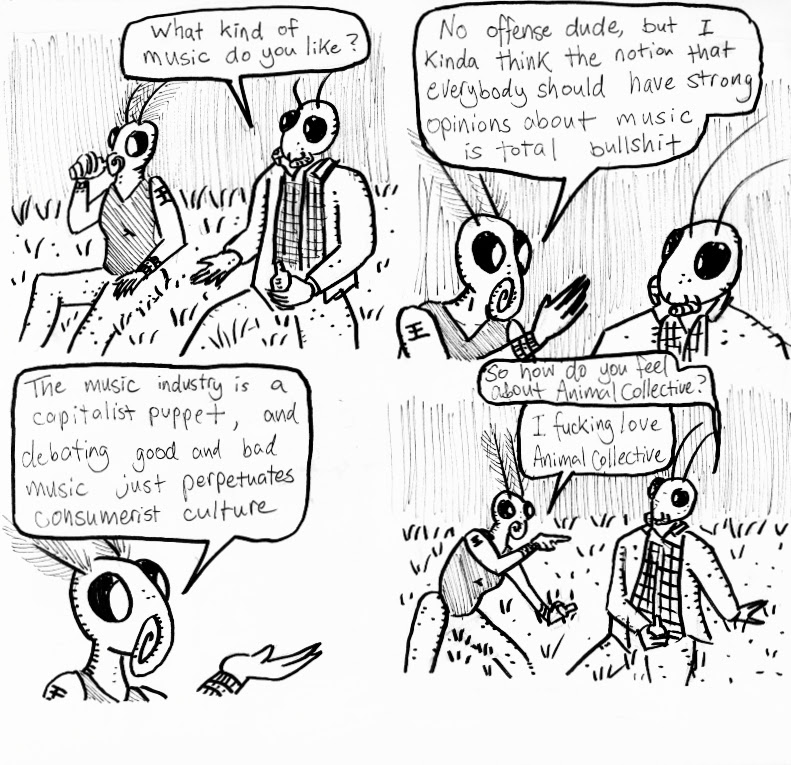 What kind of
music do you like?
No offense dude, but I
kinda think the notion that
everybody should have strong
opinions about music
is total bullshit
The music industry is a
capitalist puppet, and
debating good and bad
music just perpetuates
consumerist culture
So how do you feel
about Animal Collective?
I fucking love
Animal Collective